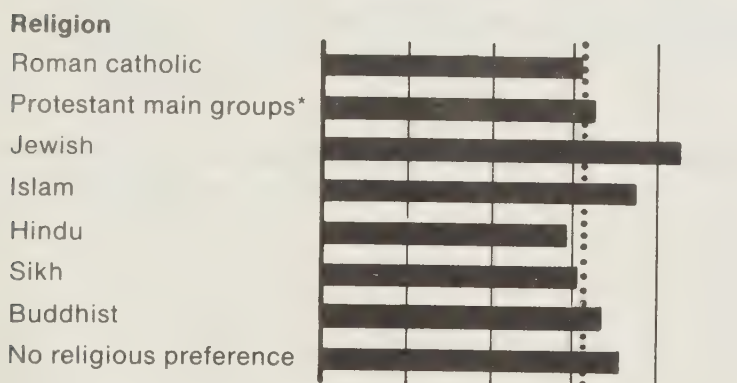 Religion
Roman catholic
Protestant main groups*
Jewish
Islam
Hindu
Sikh
Buddhist
No religious preference